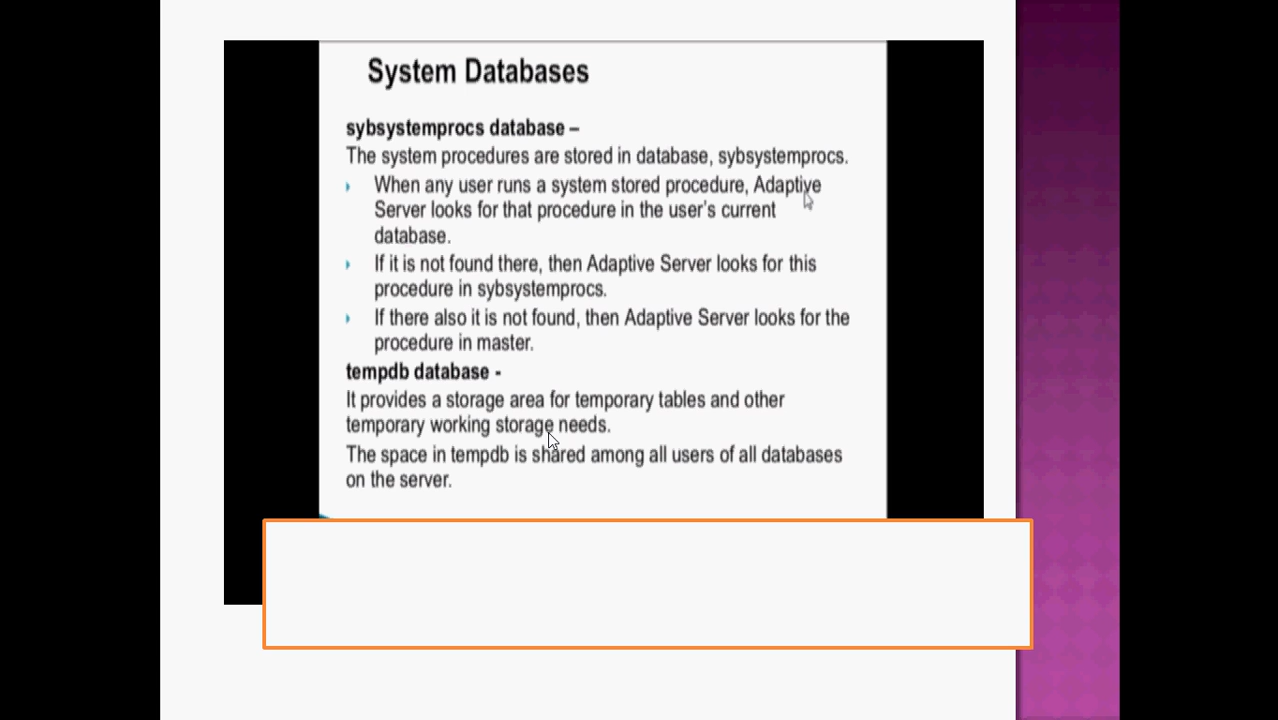 System Databases
sybsystemprocs database –
The system procedures are stored in database, sybsystemprocs.
When any user runs a system stored procedure, Adaptive
Server looks for that procedure in the user's current
database.
If it is not found there, then Adaptive Server looks for this
procedure in sybsystemprocs.
If there also it is not found, then Adaptive Server looks for the
procedure in master.
tempdb database -
It provides a storage area for temporary tables and other
temporary working storage needs.
The space in tempdb is shared among all users of all databases
on the server.